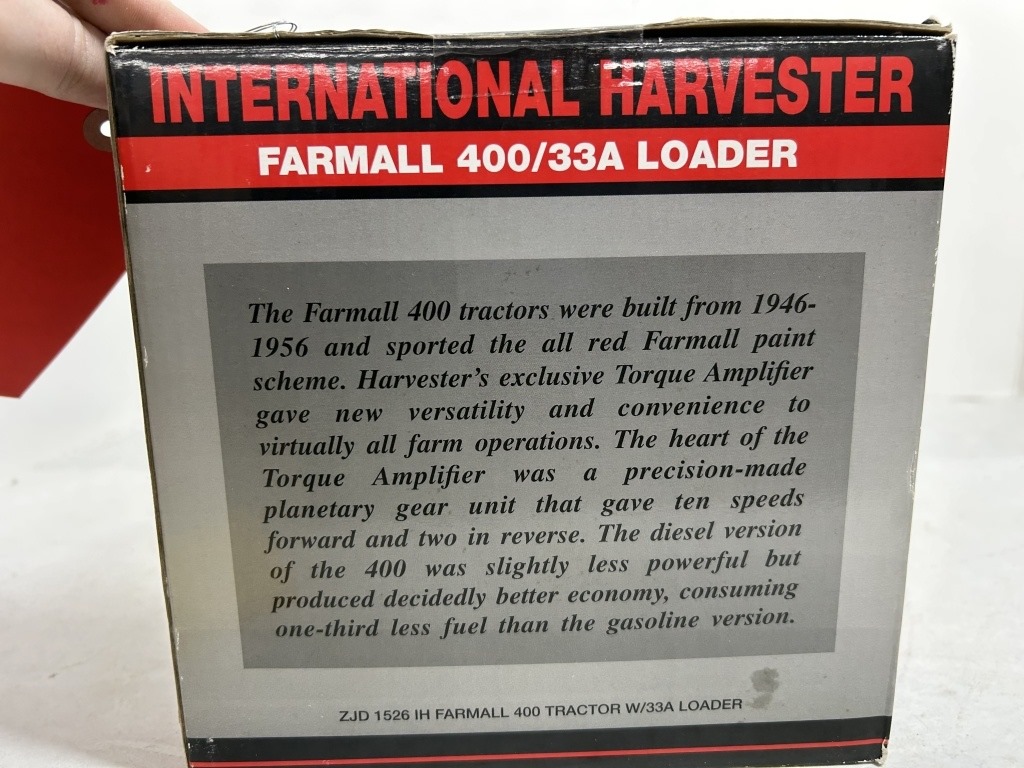 INTERNATIONAL HARVESTER
FARMALL 400/33A LOADER
The Farmall 400 tractors were built from 1946-
1956 and sported the all red Farmall paint
scheme. Harvester's exclusive Torque Amplifier
gave new versatility and convenience to
virtually all farm operations. The heart of the
Torque Amplifier was a precision-made
planetary gear unit that gave ten speeds
forward and two in reverse. The diesel version
of the 400 was slightly less powerful but
produced decidedly better economy, consuming
one-third less fuel than the gasoline version.
ZJD 1526 IH FARMALL 400 TRACTOR W/33A LOADER